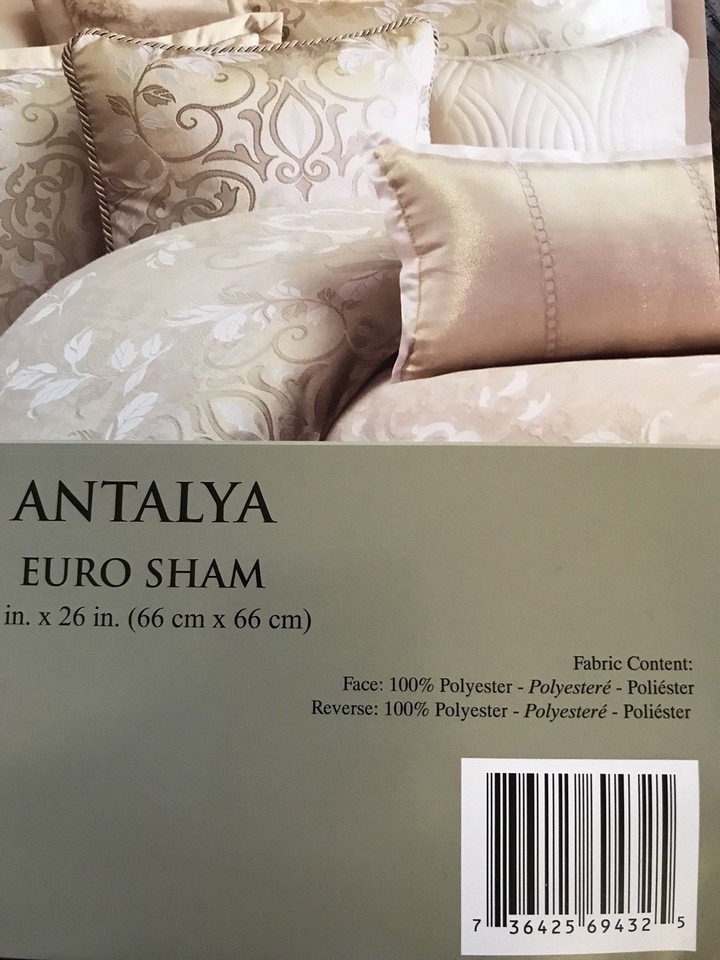 ANTALYA
EURO SHAM
in. x 26 in. (66 cm x 66 cm)
Fabric Content:
Face: 100% Polyester - Polyesteré - Poliéster
Reverse: 100% Polyester - Polyesteré - Poliéster
7 36425 69432 5